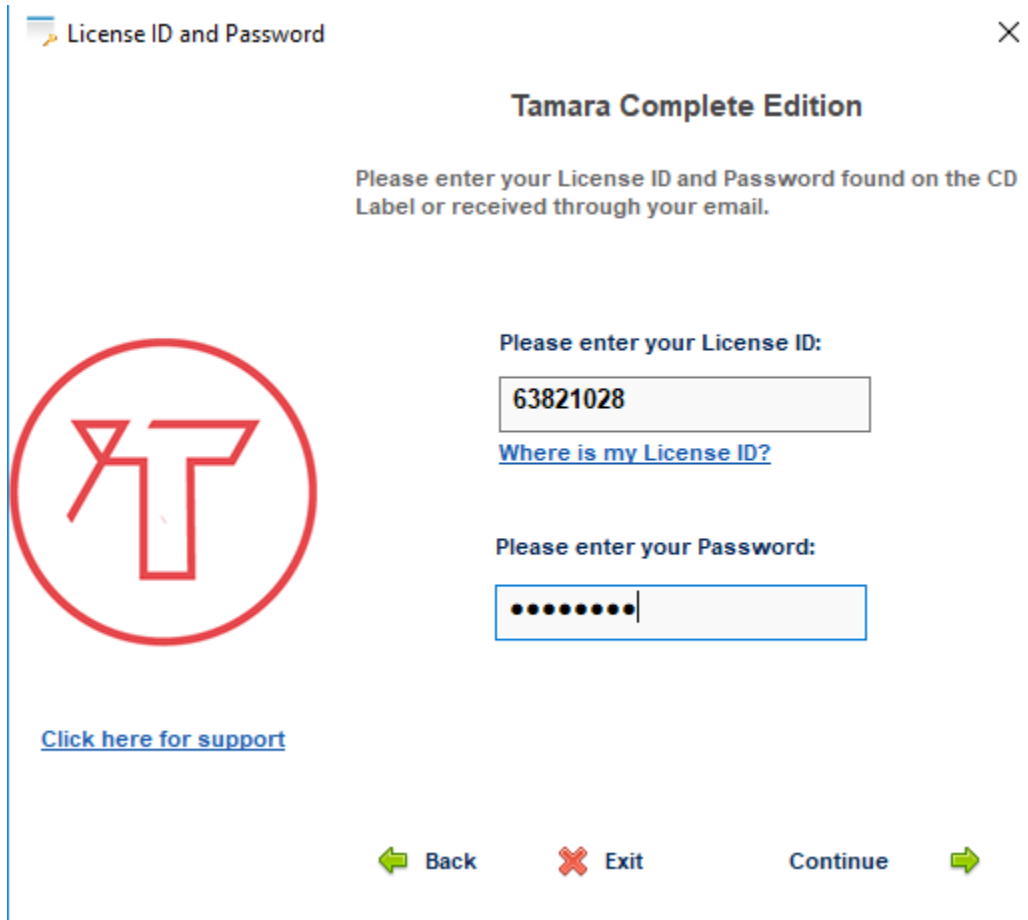 License ID and Password
Tamara Complete Edition
Please enter your License ID and Password found on the CD
Label or received through your email.
Please enter your License ID:
63821028
Where is my License ID?
Please enter your Password:
••••••••
Click here for support
Back Exit Continue